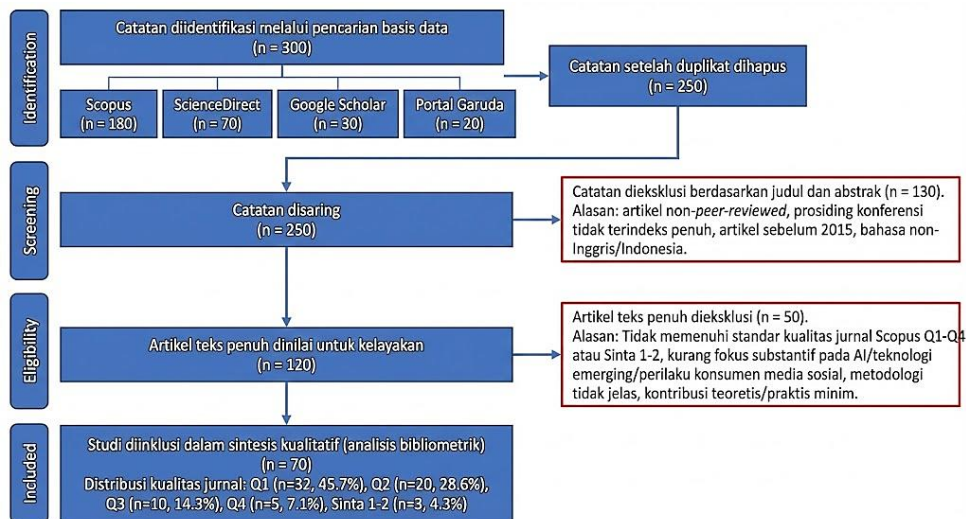 Identification
Catatan diidentifikasi melalui pencarian basis data
(n = 300)
Scopus
(n = 180)
ScienceDirect
(n = 70)
Google Scholar
(n = 30)
Portal Garuda
(n = 20)
Catatan setelah duplikat dihapus
(n = 250)
Screening
Catatan disaring
(n = 250)
Catatan dieksklusi berdasarkan judul dan abstrak (n = 130).
Alasan: artikel non-peer-reviewed, prosiding konferensi
tidak terindeks penuh, artikel sebelum 2015, bahasa non-
Inggris/Indonesia.
Eligibility
Artikel teks penuh dinilai untuk kelayakan
(n = 120)
Artikel teks penuh dieksklusi (n = 50).
Alasan: Tidak memenuhi standar kualitas jurnal Scopus Q1-Q4
atau Sinta 1-2, kurang fokus substantif pada AI/teknologi
emerging/perilaku konsumen media sosial, metodologi
tidak jelas, kontribusi teoretis/praktis minim.
Included
Studi diinklusi dalam sintesis kualitatif (analisis bibliometrik)
(n = 70)
Distribusi kualitas jurnal: Q1 (n=32, 45.7%), Q2 (n=20, 28.6%),
Q3 (n=10, 14.3%), Q4 (n=5, 7.1%), Sinta 1-2 (n=3, 4.3%)